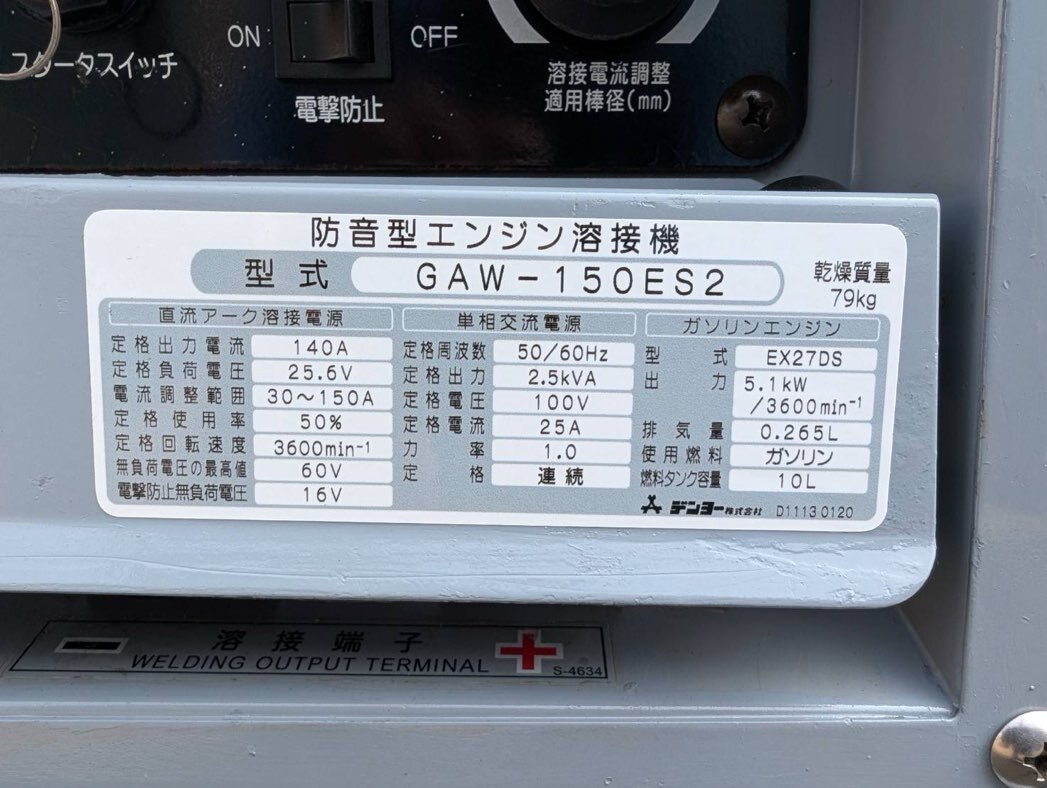 スタータスイッチ
ON
OFF
電撃防止
溶接電流調整
適用棒径(mm)
防音型エンジン溶接機
型式 GAW-150ES2
乾燥質量
79kg
直流アーク溶接電源
定格出力電流 140A
定格負荷電圧 25.6V
電流調整範囲 30~150A
定格使用率 50%
定格回転速度 3600min⁻¹
無負荷電圧の最高値 60V
電撃防止無負荷電圧 16V
単相交流電源
定格周波数 50/60Hz
定格出力 2.5kVA
定格電圧 100V
定格電流 25A
力率 1.0
定格 連続
ガソリンエンジン
型式 EX27DS
出力 5.1kW
/3600min⁻¹
排気量 0.265L
使用燃料 ガソリン
燃料タンク容量 10L
デンヨー株式会社 D11130120
溶接端子
WELDING OUTPUT TERMINAL
S-4634